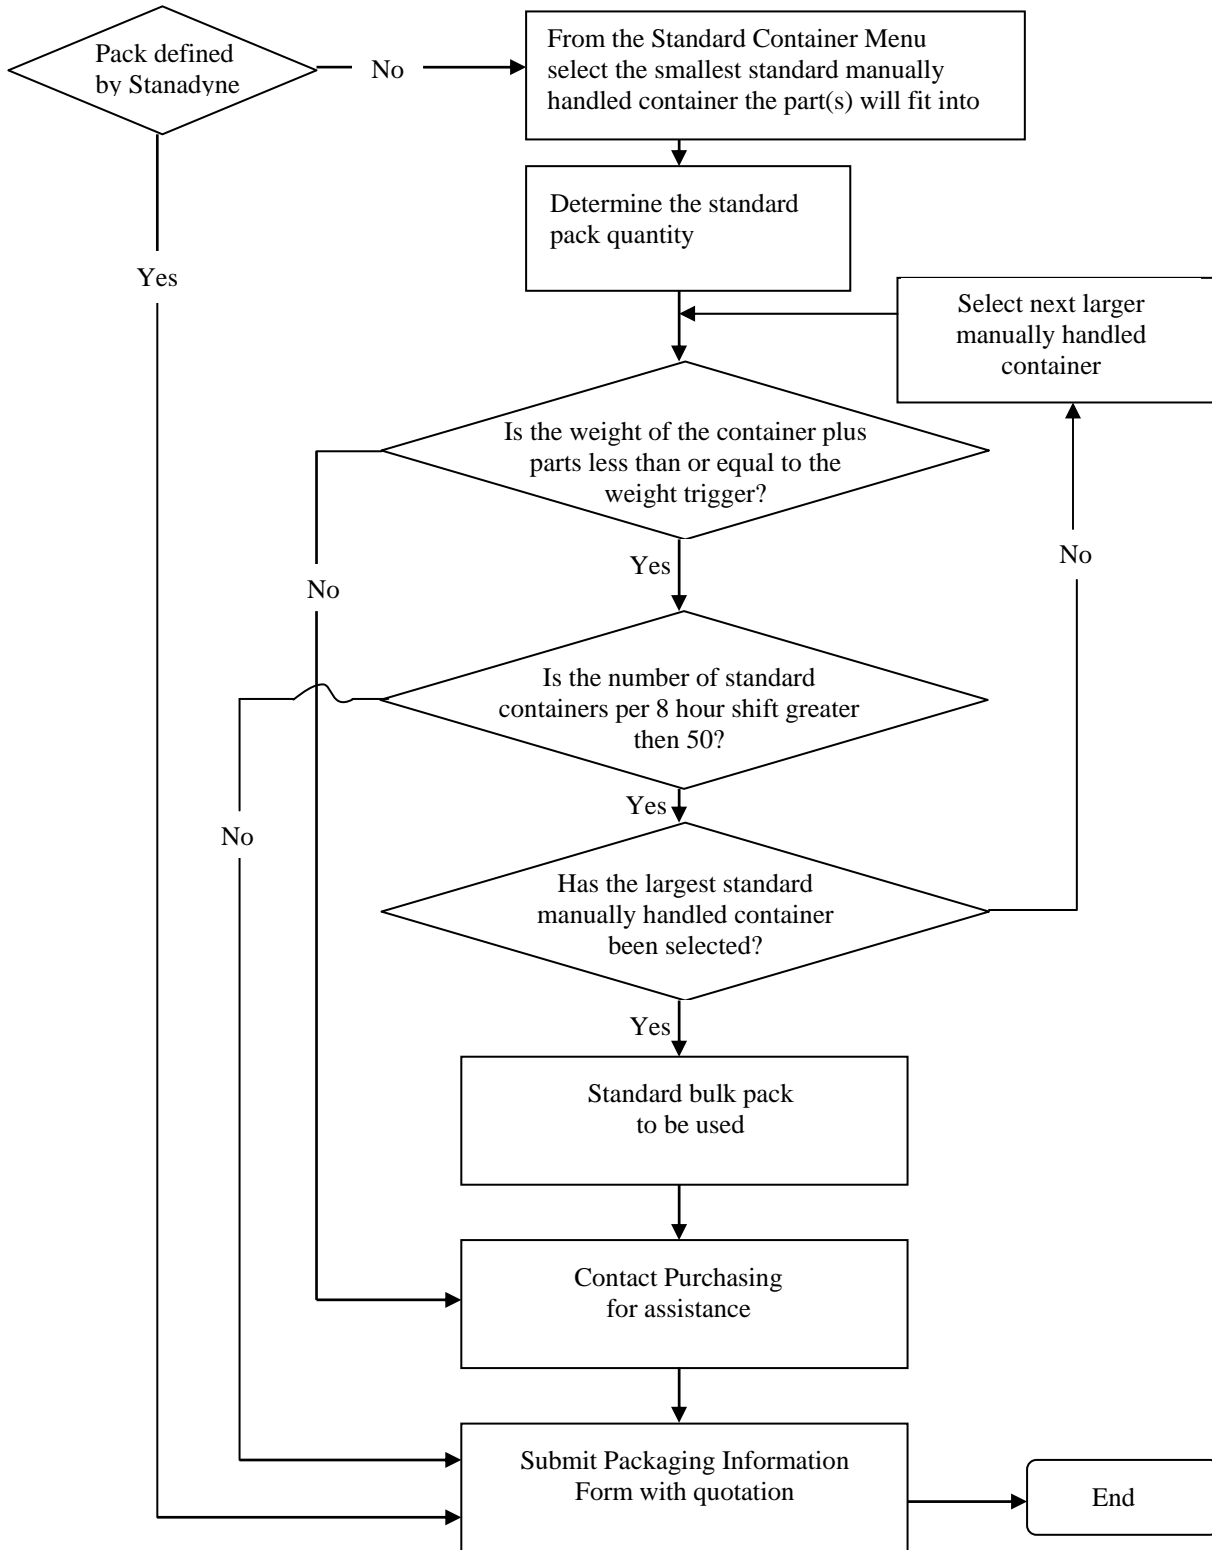 Pack defined
by Stanadyne
No
From the Standard Container Menu
select the smallest standard manually
handled container the part(s) will fit into
Determine the standard
pack quantity
Yes
Select next larger
manually handled
container
Is the weight of the container plus
parts less than or equal to the
weight trigger?
No
Yes
No
Is the number of standard
containers per 8 hour shift greater
then 50?
Yes
No
Has the largest standard
manually handled container
been selected?
Yes
Standard bulk pack
to be used
Contact Purchasing
for assistance
Submit Packaging Information
Form with quotation
End